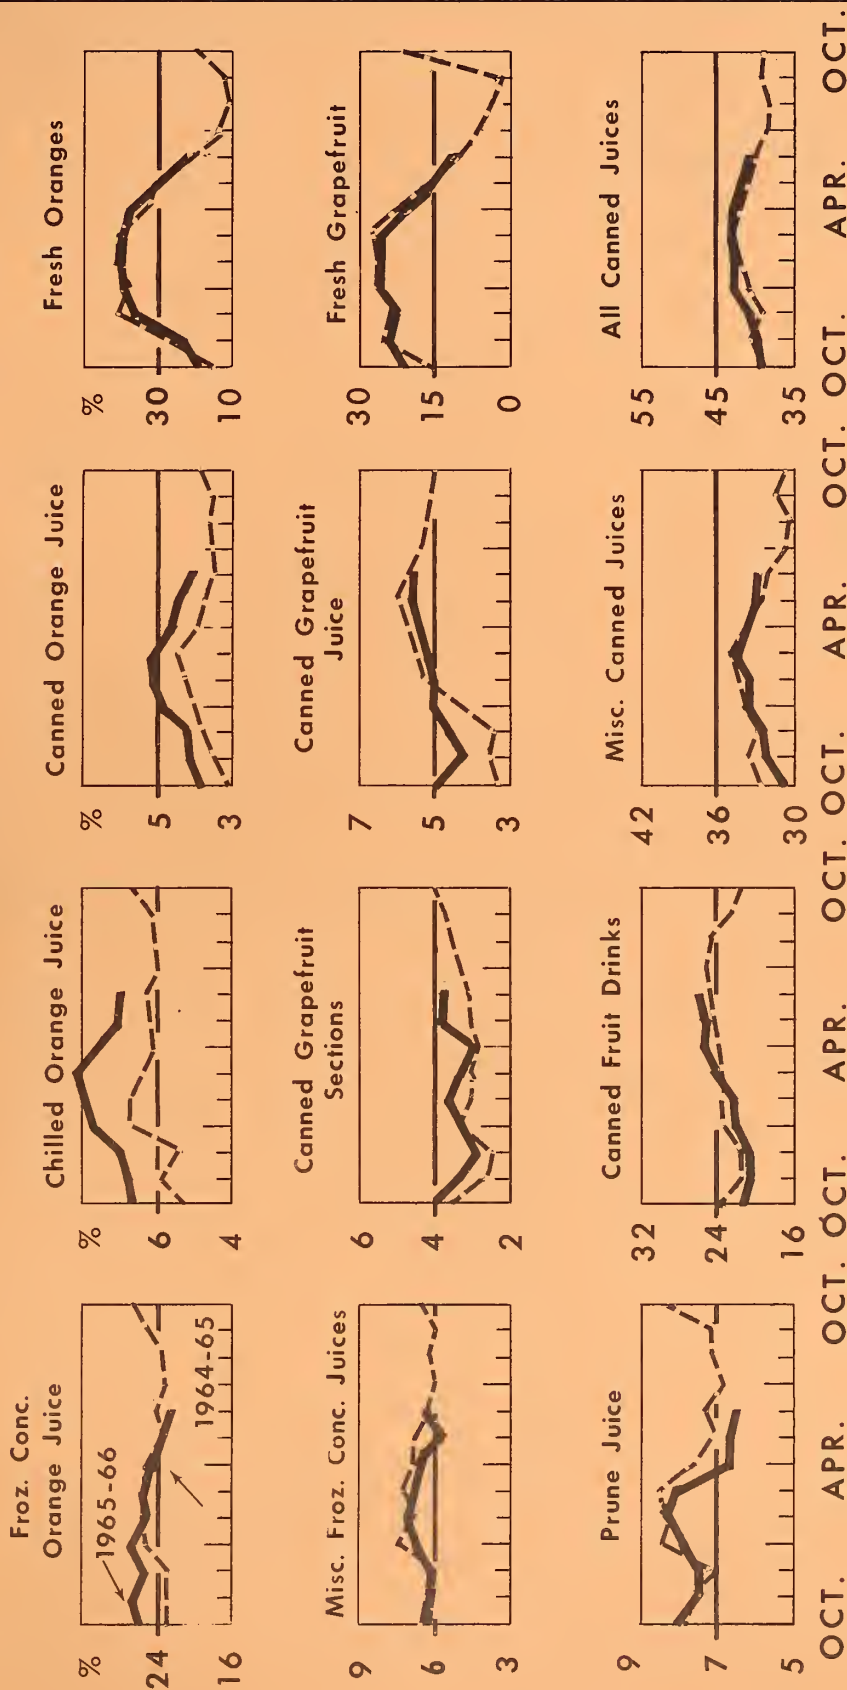 Froz. Conc.
Orange Juice
%
24
16
1965-66
1964-65
Chilled Orange Juice
%
6
4
Canned Orange Juice
%
5
3
Fresh Oranges
%
30
10
Misc. Froz. Conc. Juices
9
6
3
Canned Grapefruit
Sections
6
4
2
Canned Grapefruit
Juice
7
5
3
Fresh Grapefruit
30
15
0
Prune Juice
9
7
5
Canned Fruit Drinks
32
24
16
Misc. Canned Juices
42
36
30
All Canned Juices
55
45
35
OCT. APR. OCT. OCT. APR. OCT. OCT. APR. OCT. OCT. APR. OCT.